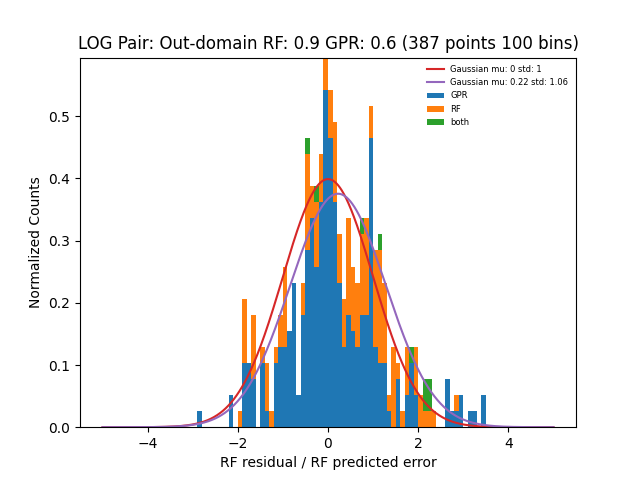 LOG Pair: Out-domain RF: 0.9 GPR: 0.6 (387 points 100 bins)
Gaussian mu: 0 std: 1
Gaussian mu: 0.22 std: 1.06
GPR
RF
both
Normalized Counts
0.5
0.4
0.3
0.2
0.1
0.0
−4
−2
0
2
4
RF residual / RF predicted error